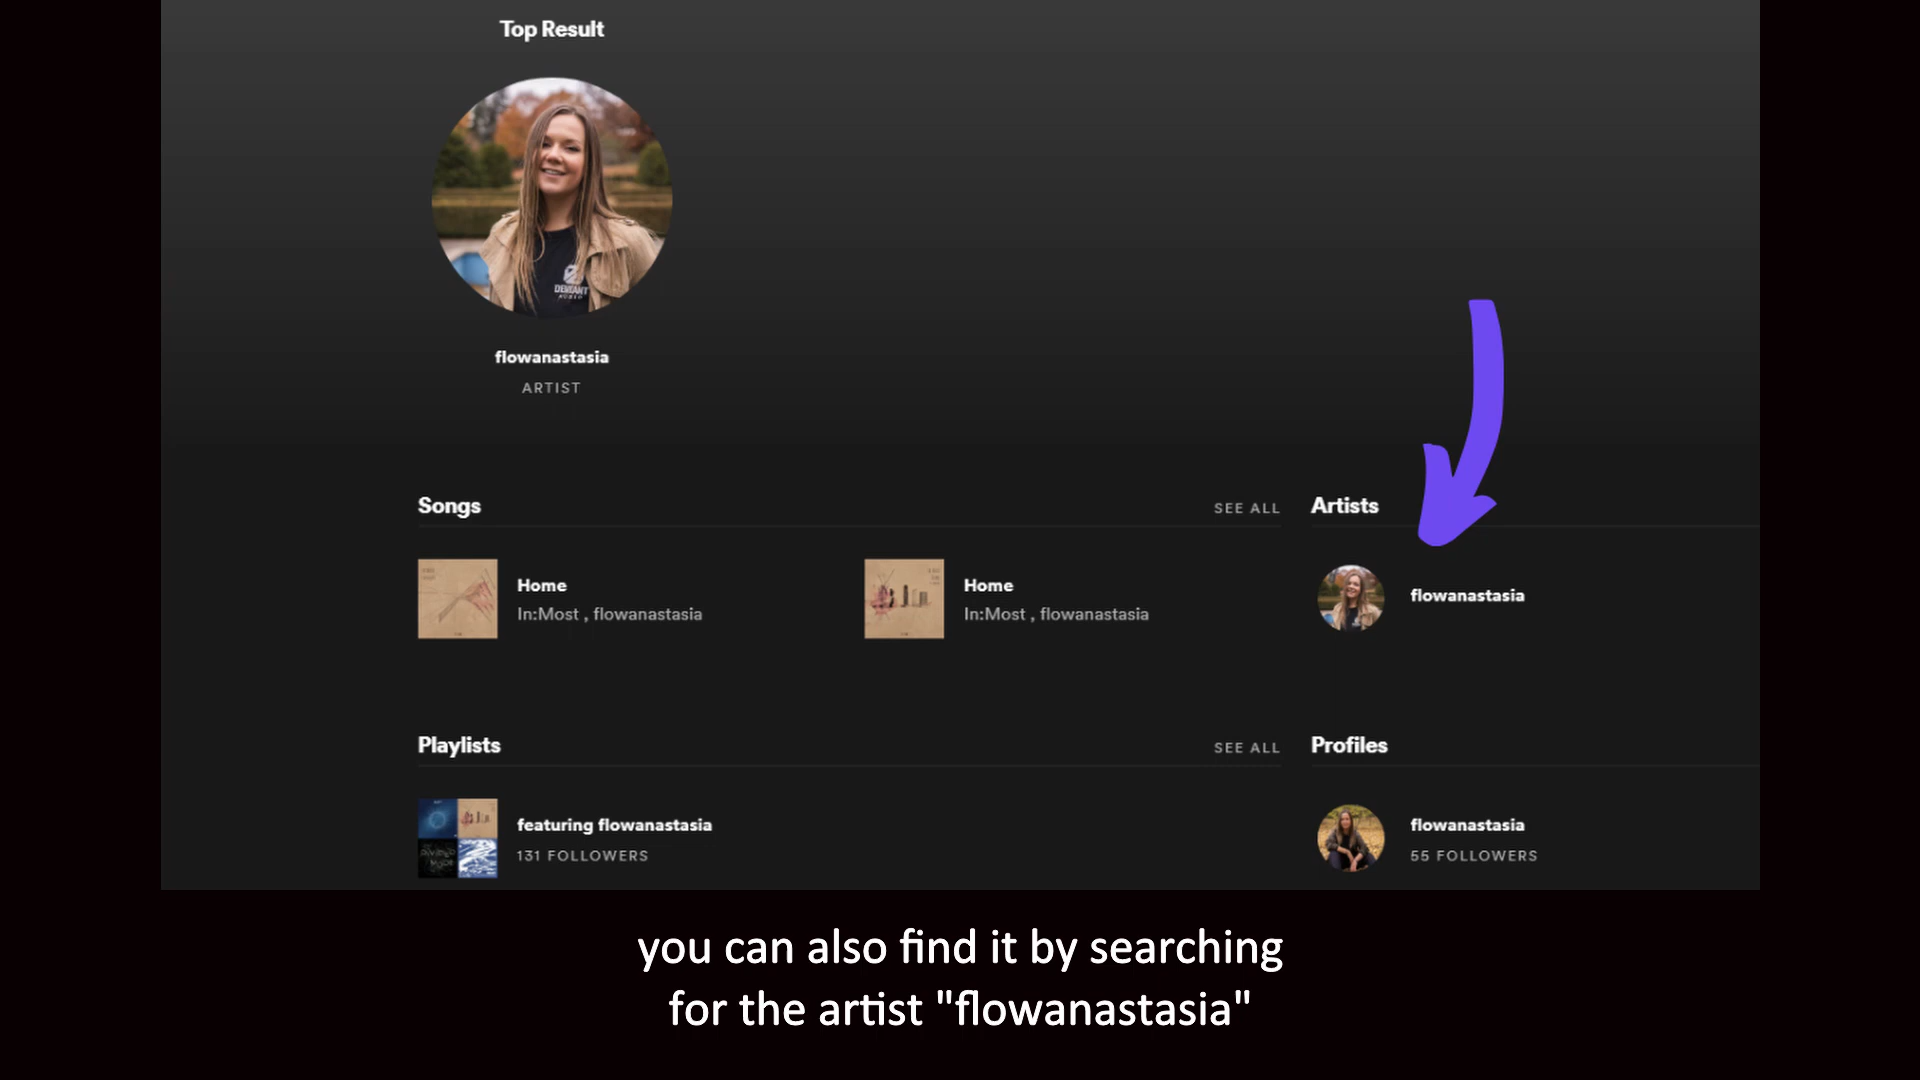 Top Result
DEVIANT
AUDIO
flowanastasia
ARTIST
Songs
SEE ALL
Home
In:Most , flowanastasia
Home
In:Most , flowanastasia
Artists
flowanastasia
Playlists
SEE ALL
featuring flowanastasia
131 FOLLOWERS
Profiles
flowanastasia
55 FOLLOWERS
you can also find it by searching
for the artist "flowanastasia"